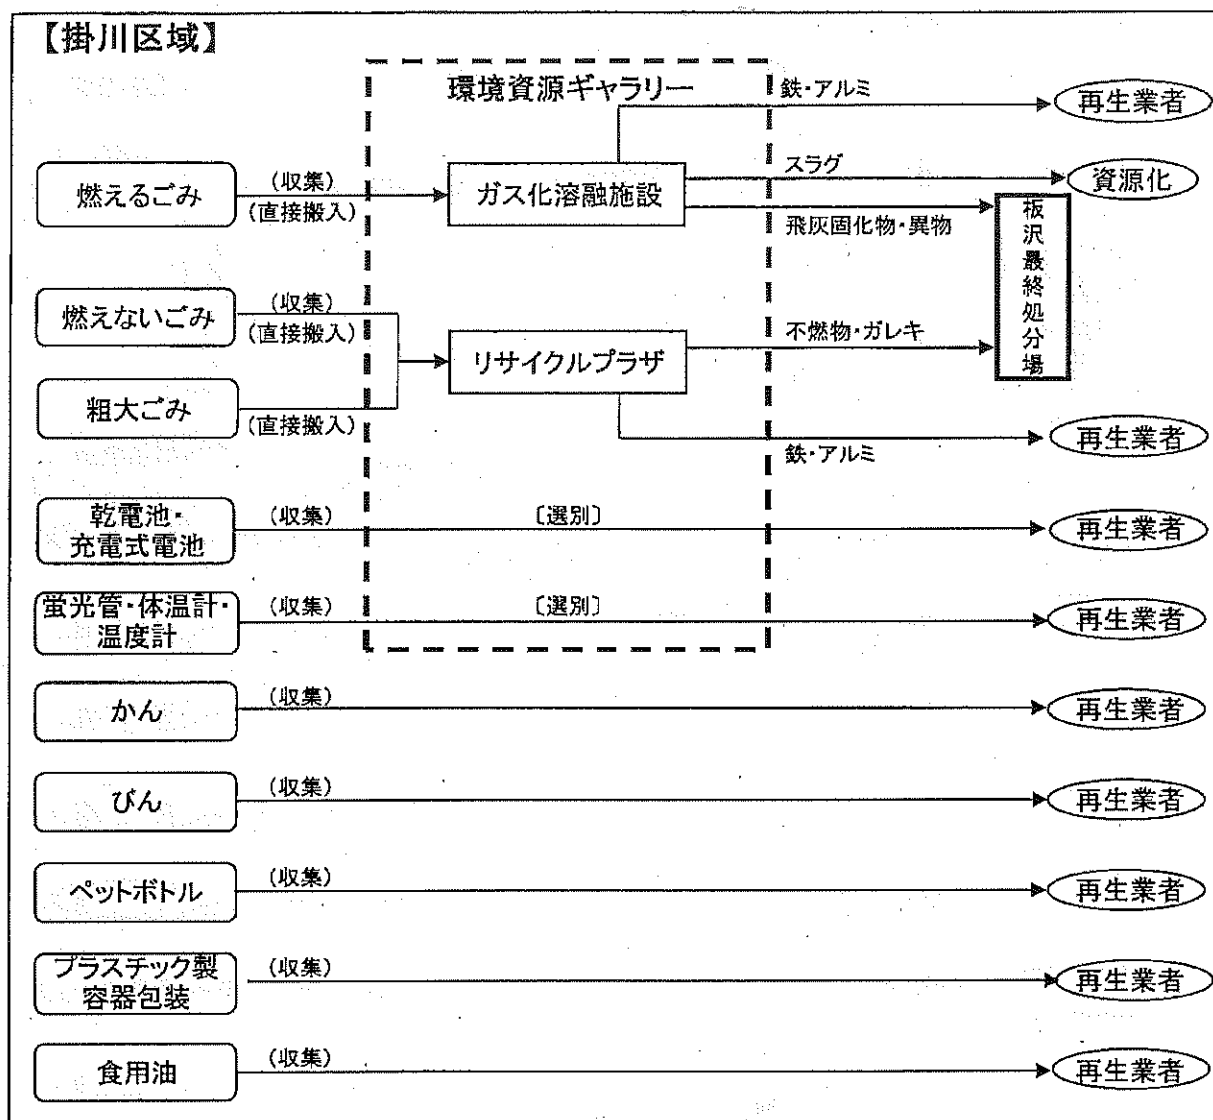 【掛川区域】
環境資源ギャラリー
鉄・アルミ
再生業者
燃えるごみ
(収集)
(直接搬入)
ガス化溶融施設
スラグ
資源化
飛灰固化物・異物
板沢最終処分場
燃えないごみ
(収集)
(直接搬入)
リサイクルプラザ
不燃物・ガレキ
粗大ごみ
(直接搬入)
鉄・アルミ
再生業者
乾電池・
充電式電池
(収集)
〔選別〕
再生業者
蛍光管・体温計・
温度計
(収集)
〔選別〕
再生業者
かん
(収集)
再生業者
びん
(収集)
再生業者
ペットボトル
(収集)
再生業者
プラスチック製
容器包装
(収集)
再生業者
食用油
(収集)
再生業者